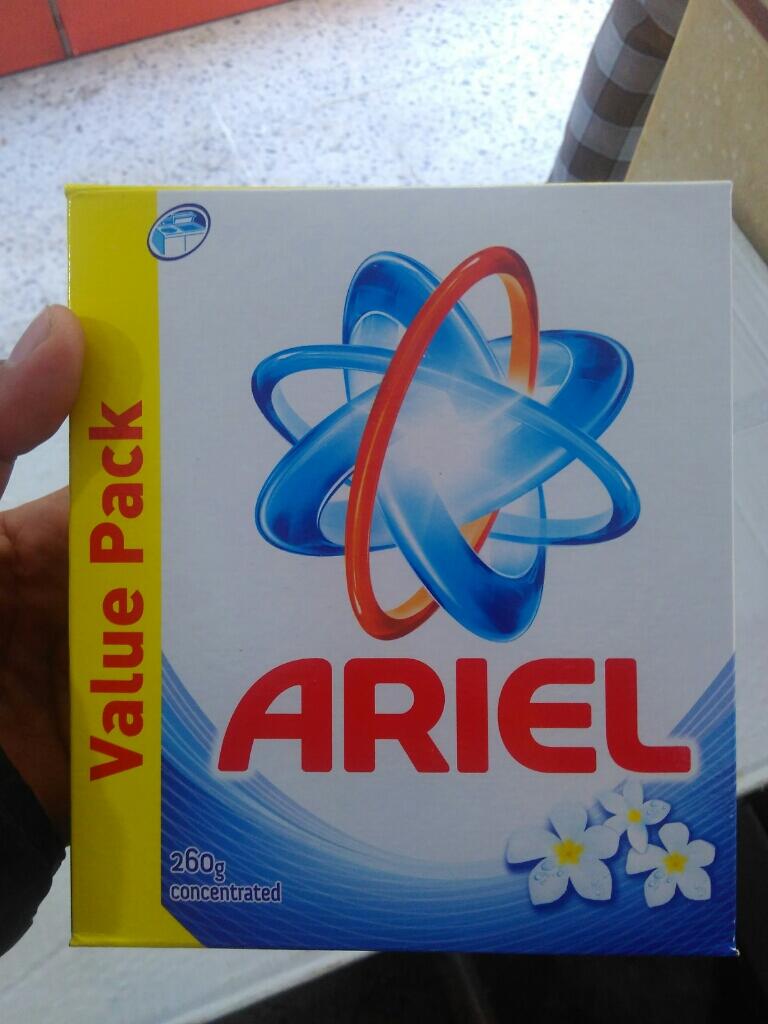 Value Pack
ARIEL
260g
concentrated